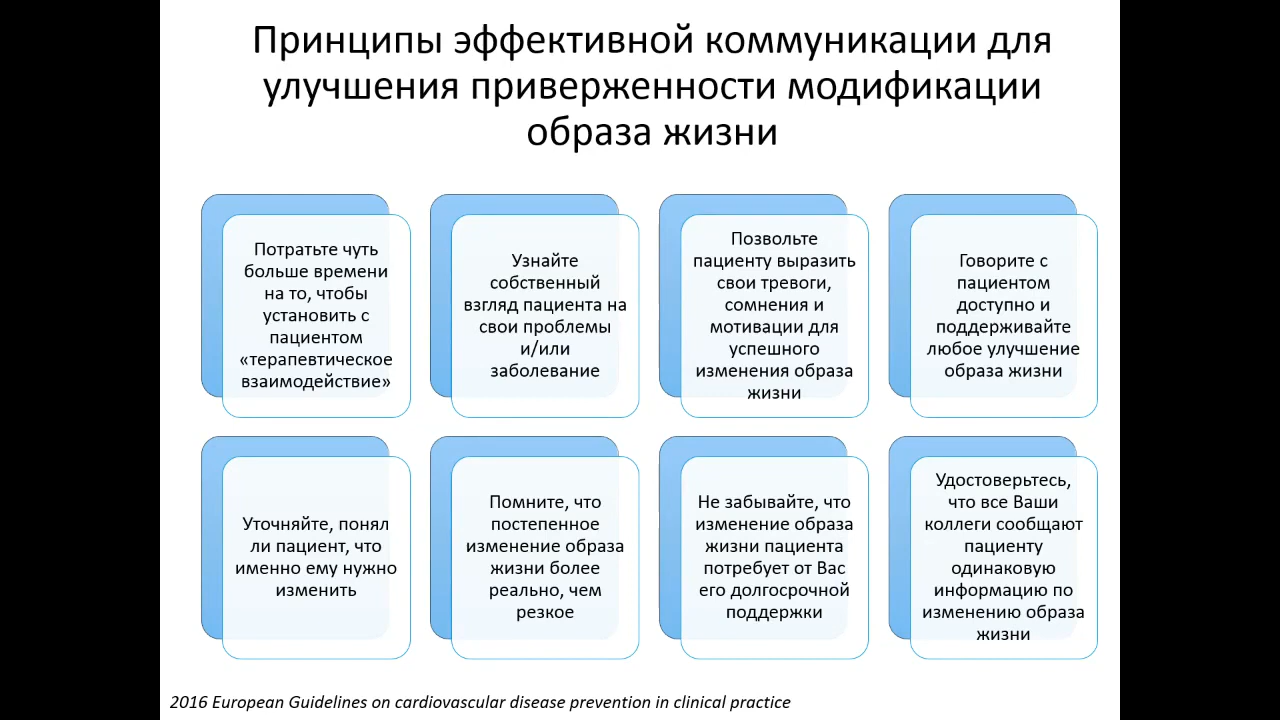 Принципы эффективной коммуникации для
улучшения приверженности модификации
образа жизни
Потратьте чуть
больше времени
на то, чтобы
установить с
пациентом
«терапевтическое
взаимодействие»
Узнайте
собственный
взгляд пациента на
свои проблемы
и/или
заболевание
Позвольте
пациенту выразить
свои тревоги,
сомнения и
мотивации для
успешного
изменения образа
жизни
Говорите с
пациентом
доступно и
поддерживайте
любое улучшение
образа жизни
Уточняйте, понял
ли пациент, что
именно ему нужно
изменить
Помните, что
постепенное
изменение образа
жизни более
реально, чем
резкое
Не забывайте, что
изменение образа
жизни пациента
потребует от Вас
его долгосрочной
поддержки
Удостоверьтесь,
что все Ваши
коллеги сообщают
пациенту
одинаковую
информацию по
изменению образа
жизни
2016 European Guidelines on cardiovascular disease prevention in clinical practice